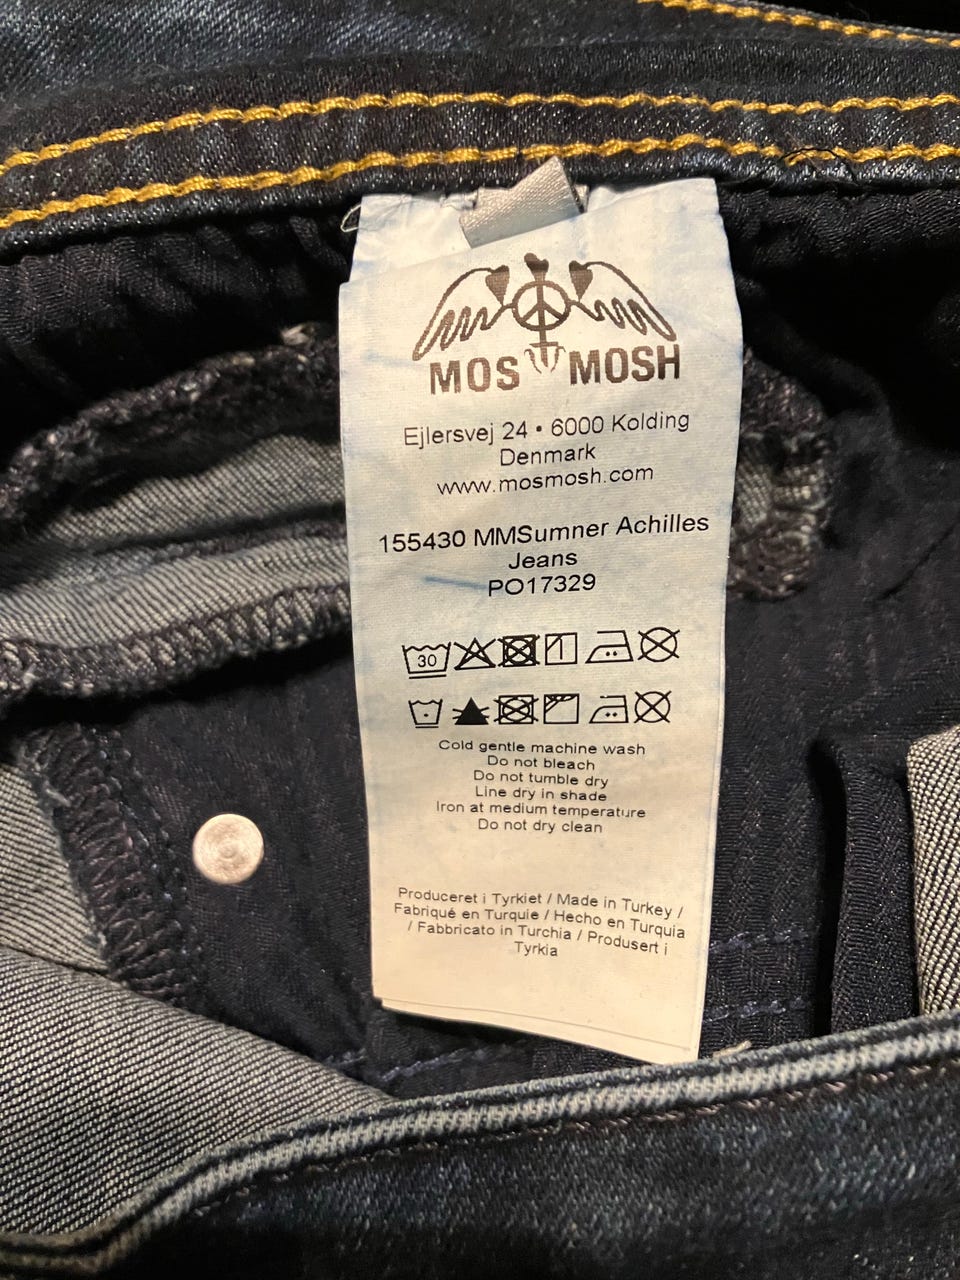 MOS MOSH
Ejlersvej 24 • 6000 Kolding
Denmark
www.mosmosh.com
155430 MMSumner Achilles
Jeans
PO17329
30
Cold gentle machine wash
Do not bleach
Do not tumble dry
Line dry in shade
Iron at medium temperature
Do not dry clean
Produceret i Tyrkiet / Made in Turkey /
Fabriqué en Turquie / Hecho en Turquia
/ Fabbricato in Turchia / Produsert i
Tyrkia